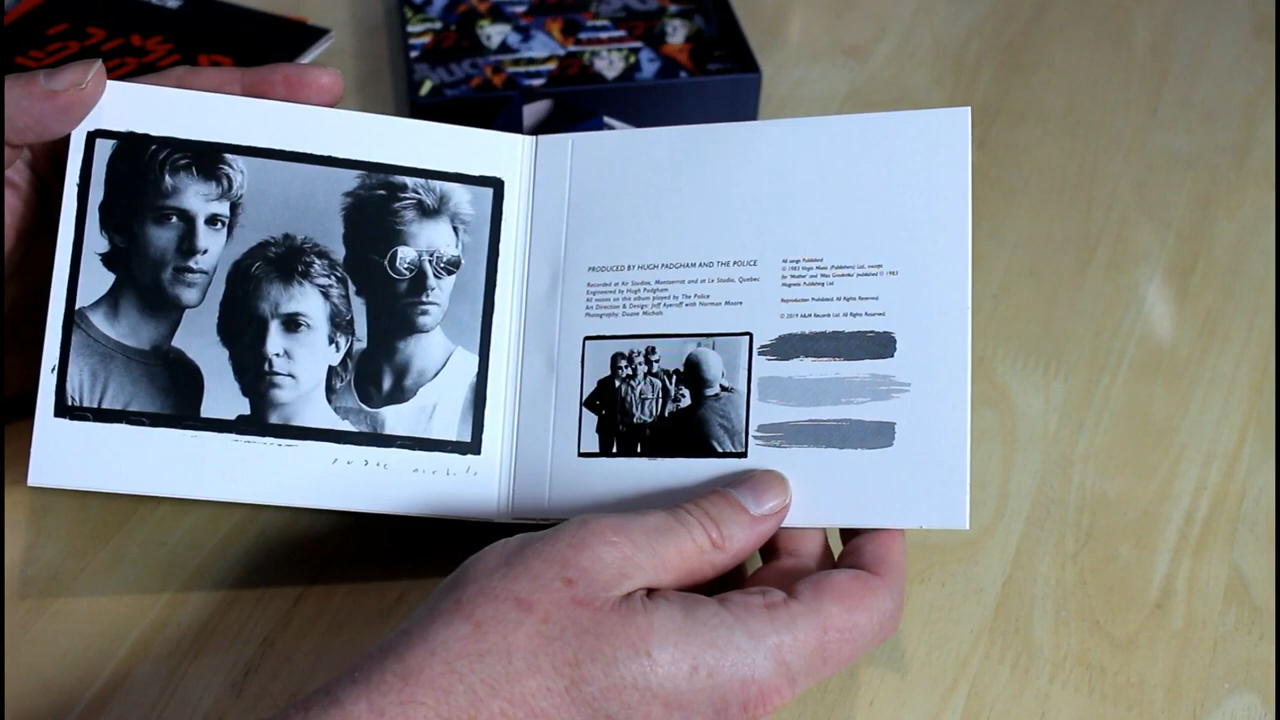 PRODUCED BY HUGH PADGHAM AND THE POLICE
Recorded at Air Studios, Montserrat and at Le Studio, Quebec
Engineered by Hugh Padgham
All noises on this album played by The Police
Art Direction & Design: Jeff Ayeroff with Norman Moore
Photography: Duane Michals
All songs Published
© 1983 Virgin Music (Publishers) Ltd., except
for 'Mother' and 'Miss Gradenko' published © 1983
Magnetic Publishing Ltd.
Reproduction Prohibited. All Rights Reserved.
© 2019 A&M Records Ltd. All Rights Reserved.
duane michals